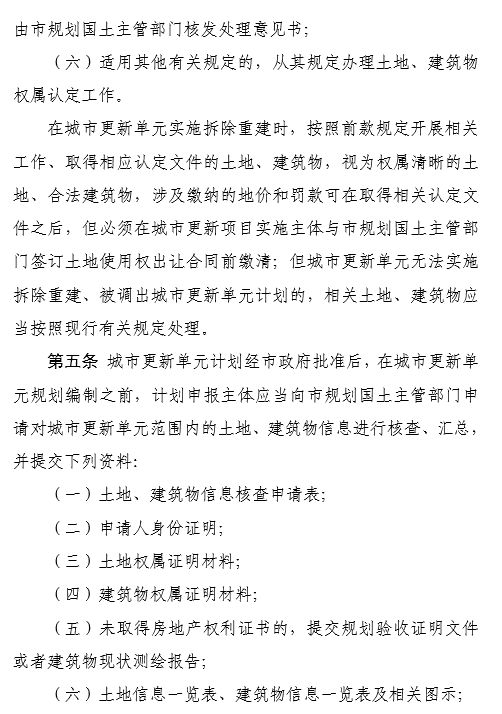 由市规划国土主管部门核发处理意见书；
（六）适用其他有关规定的，从其规定办理土地、建筑物
权属认定工作。
在城市更新单元实施拆除重建时，按照前款规定开展相关
工作、取得相应认定文件的土地、建筑物，视为权属清晰的土
地、合法建筑物，涉及缴纳的地价和罚款可在取得相关认定文
件之后，但必须在城市更新项目实施主体与市规划国土主管部
门签订土地使用权出让合同前缴清；但城市更新单元无法实施
拆除重建、被调出城市更新单元计划的，相关土地、建筑物应
当按照现行有关规定处理。
第五条 城市更新单元计划经市政府批准后，在城市更新单
元规划编制之前，计划申报主体应当向市规划国土主管部门申
请对城市更新单元范围内的土地、建筑物信息进行核查、汇总，
并提交下列资料：
（一）土地、建筑物信息核查申请表；
（二）申请人身份证明；
（三）土地权属证明材料；
（四）建筑物权属证明材料；
（五）未取得房地产权利证书的，提交规划验收证明文件
或者建筑物现状测绘报告；
（六）土地信息一览表、建筑物信息一览表及相关图示；